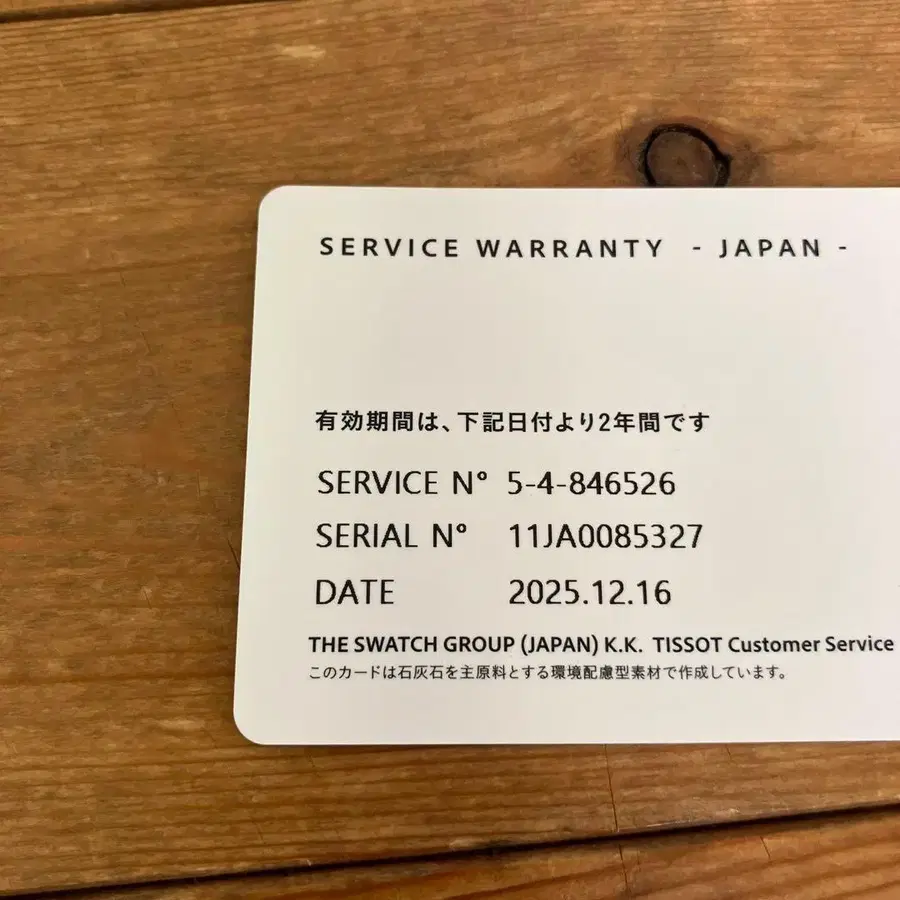 SERVICE WARRANTY - JAPAN -
有効期間は、下記日付より2年間です
SERVICE N° 5-4-846526
SERIAL N° 11JA0085327
DATE 2025.12.16
THE SWATCH GROUP (JAPAN) K.K. TISSOT Customer Service
このカードは石灰石を主原料とする環境配慮型素材で作成しています。